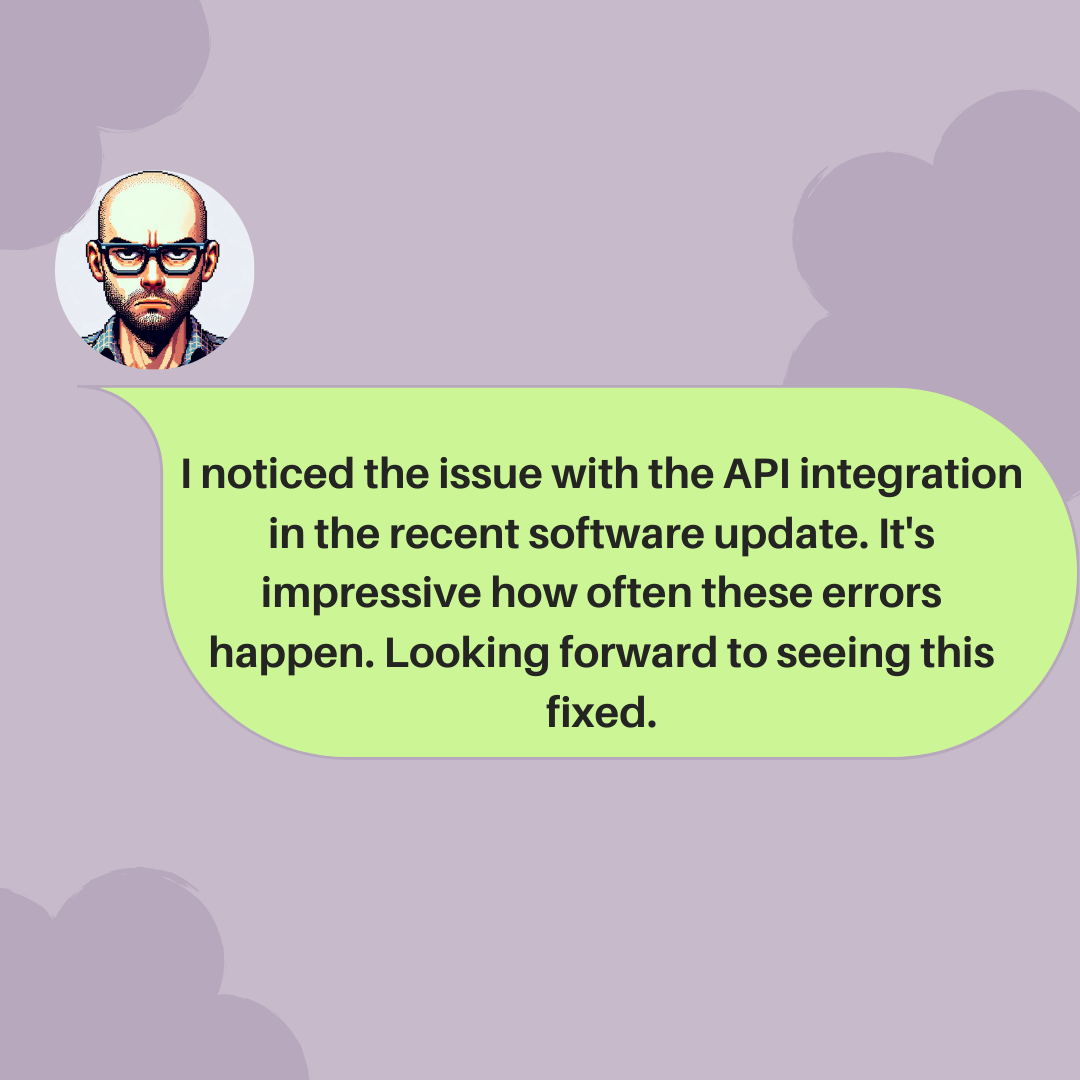 I noticed the issue with the API integration
in the recent software update. It's
impressive how often these errors
happen. Looking forward to seeing this
fixed.